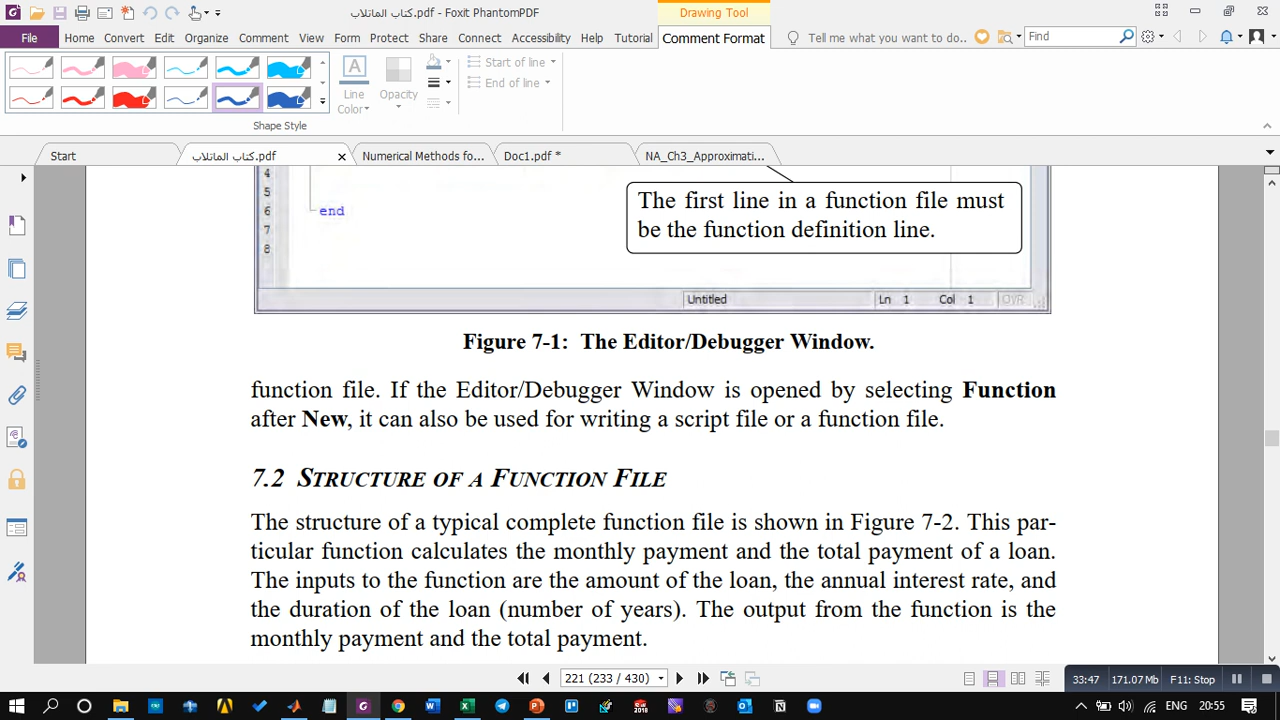 كتاب الماتلاب.pdf - Foxit PhantomPDF
Drawing Tool
File Home Convert Edit Organize Comment View Form Protect Share Connect Accessibility Help Tutorial Comment Format Tell me what you want to do.. Find
Line Color
Opacity
Start of line
End of line
Shape Style
Start كتاب الماتلاب.pdf Numerical Methods fo... Doc1.pdf * NA_Ch3_Approximati...
4
5
6 end
7
8
The first line in a function file must
be the function definition line.
Untitled Ln 1 Col 1 OVR
Figure 7-1: The Editor/Debugger Window.
function file. If the Editor/Debugger Window is opened by selecting Function
after New, it can also be used for writing a script file or a function file.
7.2 STRUCTURE OF A FUNCTION FILE
The structure of a typical complete function file is shown in Figure 7-2. This par-
ticular function calculates the monthly payment and the total payment of a loan.
The inputs to the function are the amount of the loan, the annual interest rate, and
the duration of the loan (number of years). The output from the function is the
monthly payment and the total payment.
221 (233 / 430)
33:47 171.07 MB F11: Stop
ENG 20:55